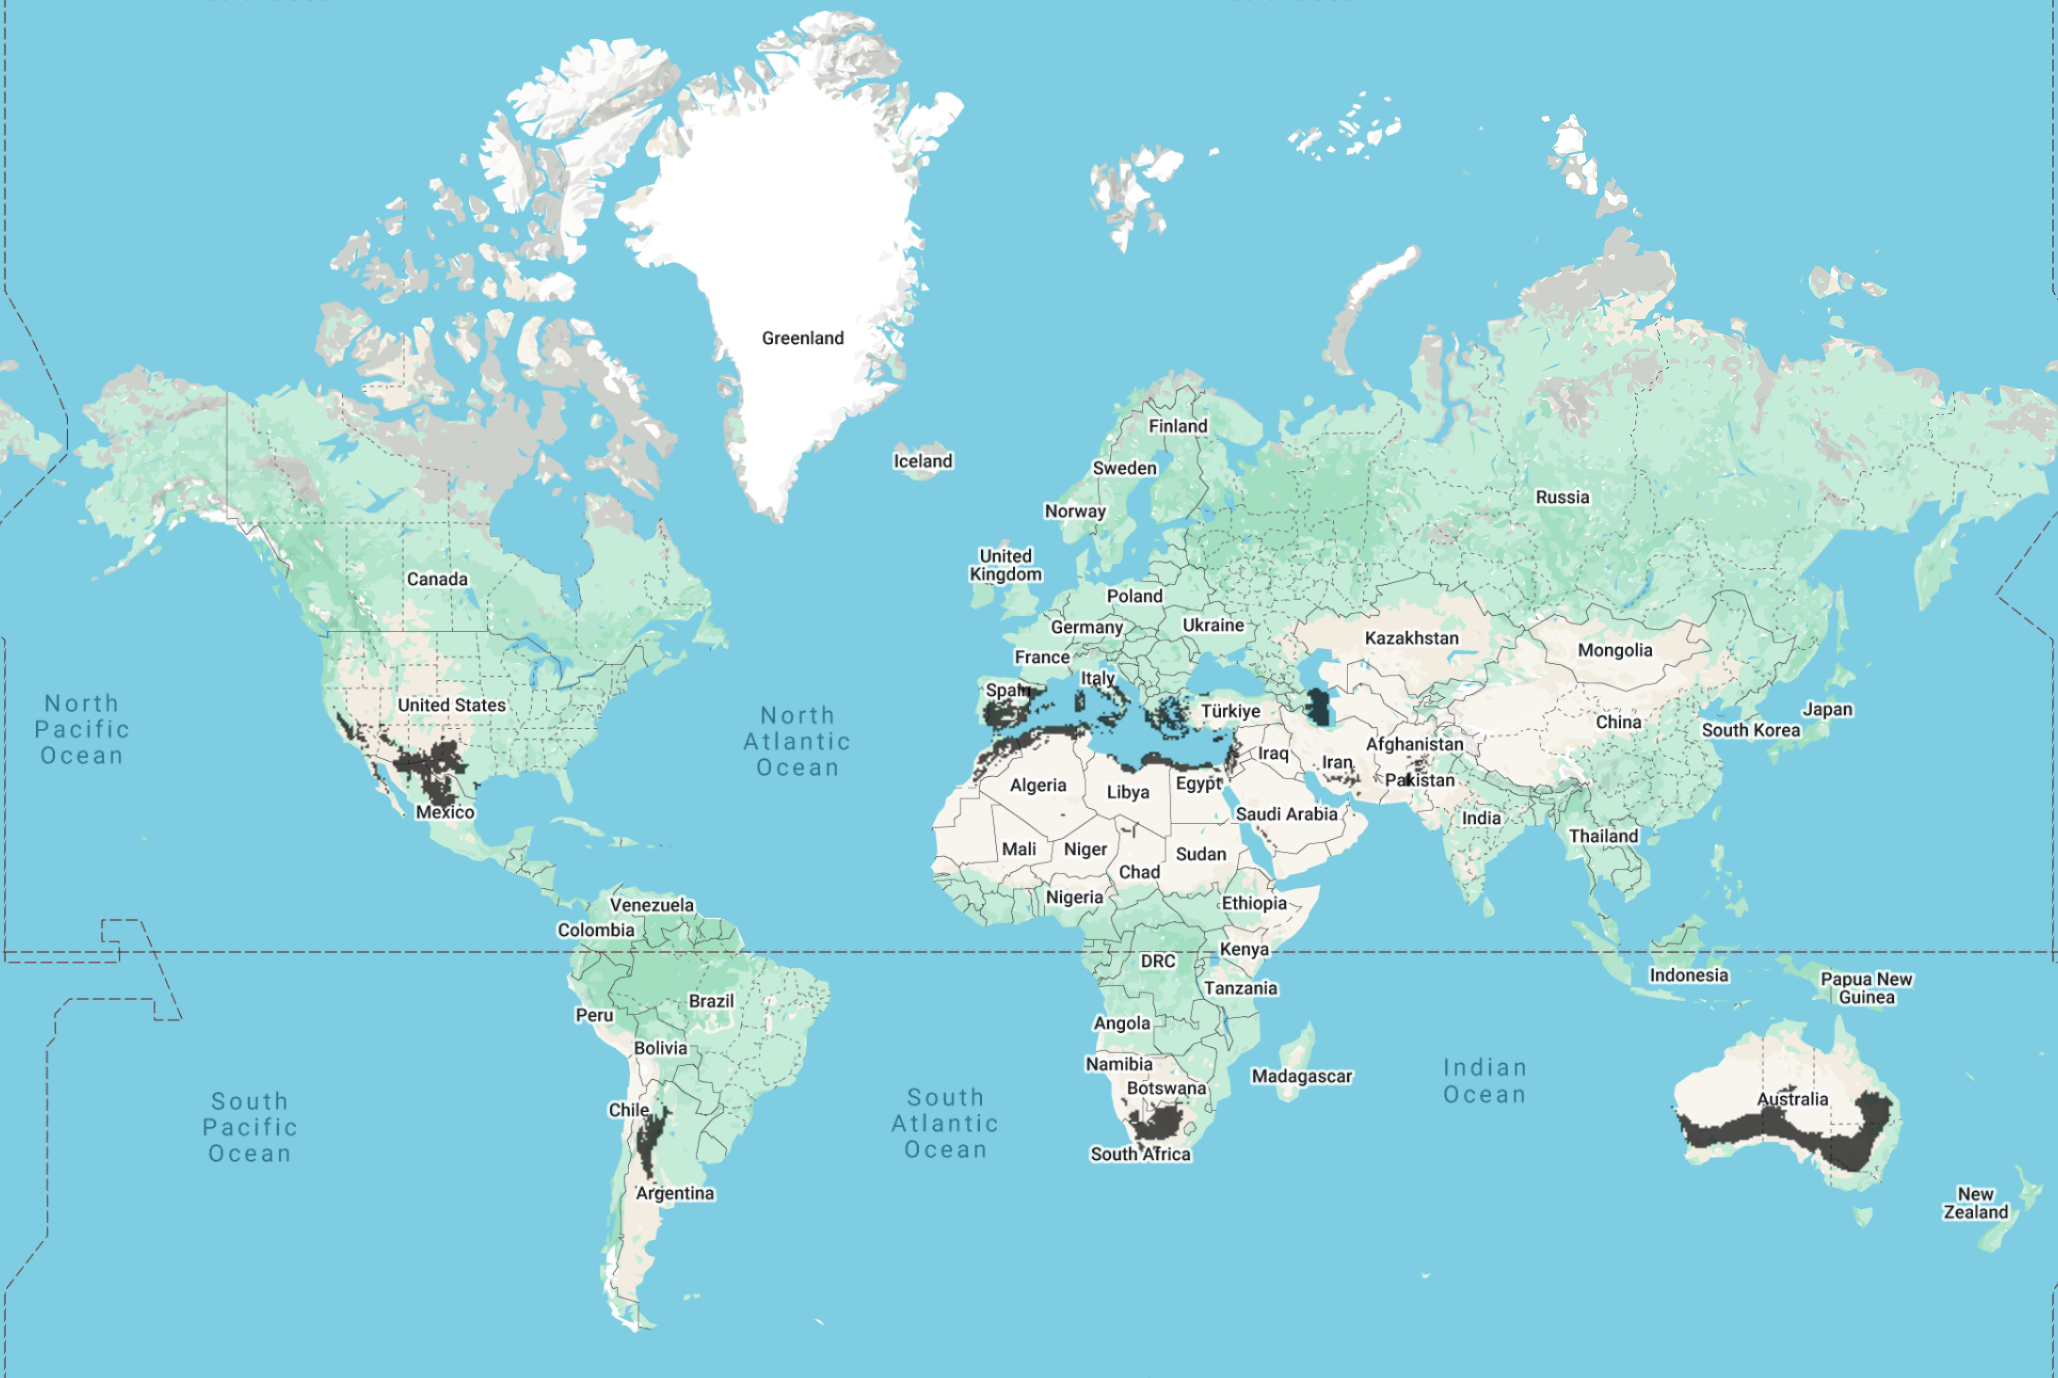 Greenland
Finland
Iceland
Sweden
Russia
Norway
United
Kingdom
Canada
Poland
Germany
Ukraine
Kazakhstan
Mongolia
France
Italy
Spain
United States
Türkiye
China
Japan
South Korea
North
Pacific
Ocean
North
Atlantic
Ocean
Afghanistan
Iraq
Iran
Pakistan
Algeria
Libya
Egypt
Mexico
Saudi Arabia
India
Thailand
Mali
Niger
Sudan
Chad
Nigeria
Ethiopia
Venezuela
Colombia
Kenya
DRC
Indonesia
Papua New
Guinea
Tanzania
Brazil
Peru
Angola
Bolivia
Namibia
Madagascar
Botswana
Indian
Ocean
Australia
Chile
South
Pacific
Ocean
South
Atlantic
Ocean
South Africa
Argentina
New
Zealand